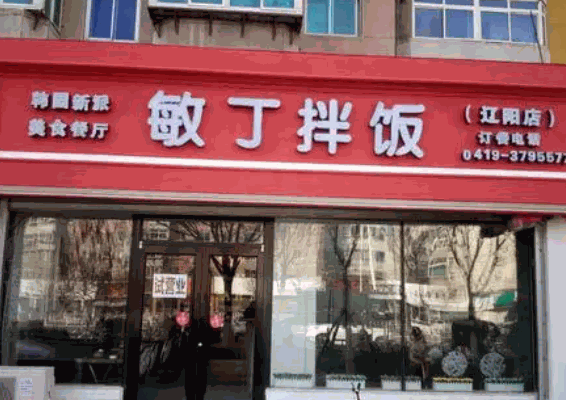 韩国新派
美食餐厅
敏丁拌饭
（辽阳店）
订餐电话
0419-3795577
试营业